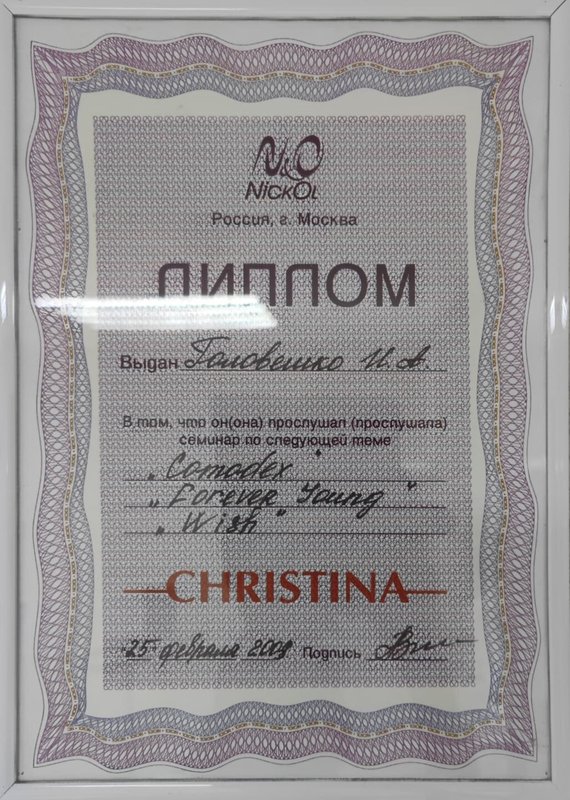 N&O
NickOl
Россия, г. Москва
ДИПЛОМ
Выдан Головешко И. А.
В том, что он(она) прослушал (прослушала)
семинар по следующей теме
„Comodex"
„Forever Young"
„Wish"
CHRISTINA
25 февраля 2009 Подпись